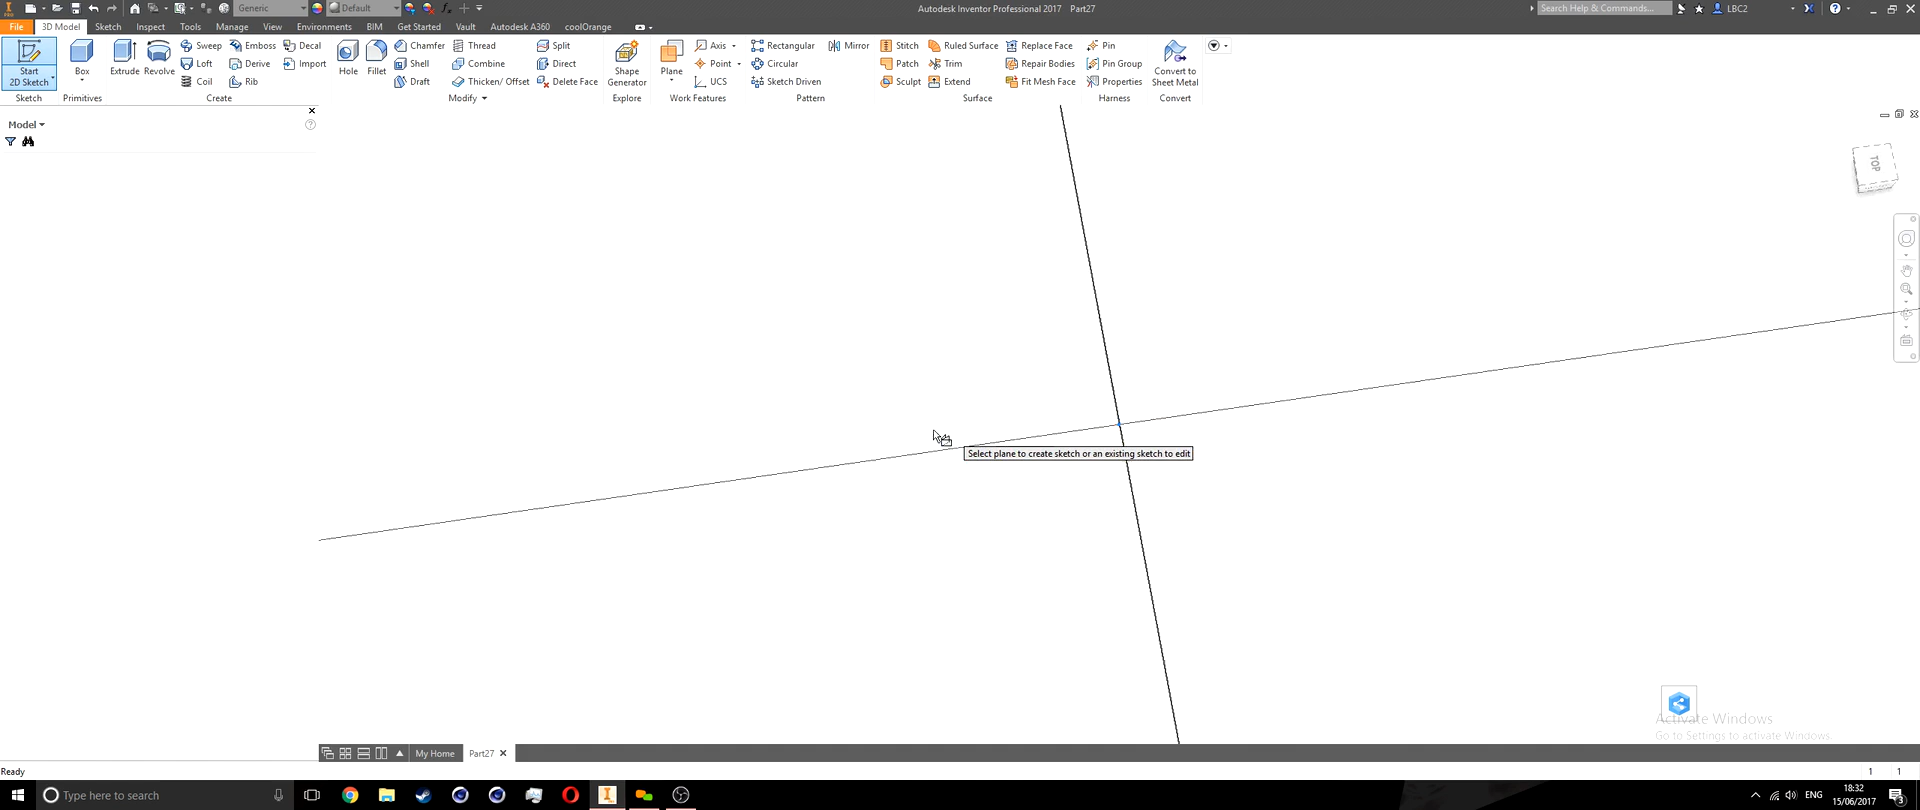 Generic
Default
Autodesk Inventor Professional 2017 Part27
Search Help & Commands...
LBC2
File 3D Model Sketch Inspect Tools Manage View Environments BIM Get Started Vault Autodesk A360 coolOrange
Start
2D Sketch
Sketch
Box
Primitives
Extrude Revolve
Sweep Emboss Decal
Loft Derive Import
Coil Rib
Create
Hole Fillet
Chamfer Thread Split
Shell Combine Direct
Draft Thicken/ Offset Delete Face
Modify
Shape
Generator
Explore
Plane
Axis
Point
UCS
Work Features
Rectangular Mirror
Circular
Sketch Driven
Pattern
Stitch Ruled Surface Replace Face
Patch Trim Repair Bodies
Sculpt Extend Fit Mesh Face
Surface
Pin
Pin Group
Properties
Harness
Convert to
Sheet Metal
Convert
Model
TOP
Select plane to create sketch or an existing sketch to edit
Activate Windows
Go to Settings to activate Windows.
My Home Part27
Ready
1 1
Type here to search
ENG
18:32
15/06/2017
3